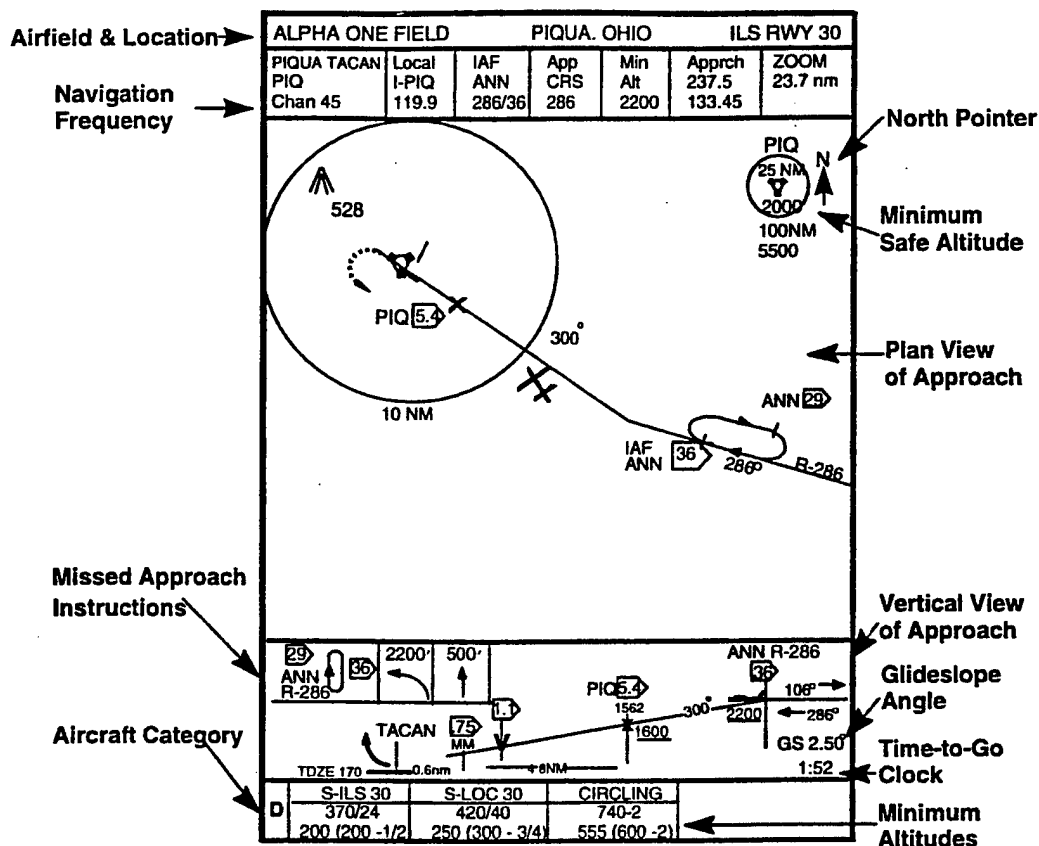 Airfield & Location
ALPHA ONE FIELD PIQUA. OHIO ILS RWY 30
Navigation
Frequency
PIQUA TACAN
PIQ
Chan 45
Local
I-PIQ
119.9
IAF
ANN
286/36
App
CRS
286
Min
Alt
2200
Apprch
237.5
133.45
ZOOM
23.7 nm
North Pointer
PIQ
25 NM
2000
100NM
5500
N
Minimum
Safe Altitude
528
PIQ 5.4
300°
10 NM
Plan View
of Approach
ANN 29
IAF
ANN
36
286°
R-286
Missed Approach
Instructions
29
ANN
R-286
36
2200'
500'
ANN R-286
36
106°
Vertical View
of Approach
Glideslope
Angle
PIQ 5.4
1562
1600
300°
2200
286°
1.1
TACAN
.75
MM
GS 2.50°
Aircraft Category
TDZE 170
0.6nm
4.8NM
1:52
Time-to-Go
Clock
D
S-ILS 30
370/24
200 (200 -1/2
S-LOC 30
420/40
250 (300 - 3/4)
CIRCLING
740-2
555 (600 -2)
Minimum
Altitudes